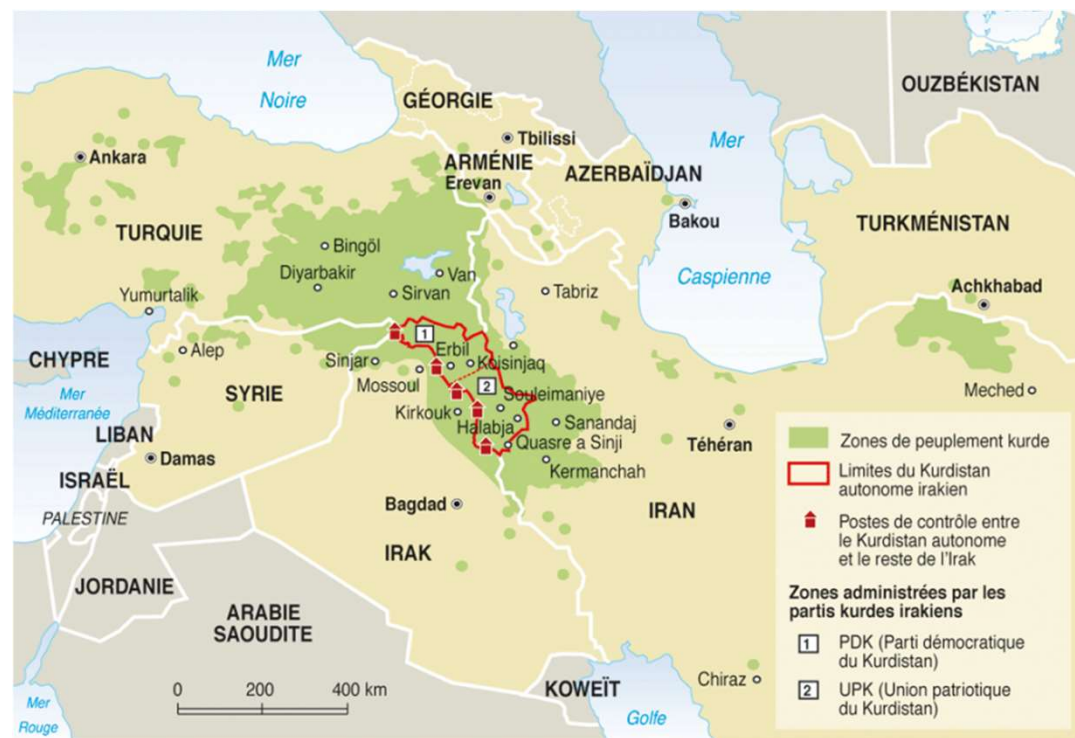 Mer
Noire
GÉORGIE
OUZBÉKISTAN
Tbilissi
Mer
Ankara
ARMÉNIE
Erevan
AZERBAÏDJAN
Bakou
TURKMÉNISTAN
TURQUIE
Bingöl
Diyarbakir
Van
Caspienne
Sirvan
Tabriz
Achkhabad
Yumurtalik
1
Erbil
Alep
Sinjar
Koisinjaq
CHYPRE
Mossoul
2
Souleimaniye
Meched
SYRIE
Mer
Méditerranée
Kirkouk
Halabja
Sanandaj
LIBAN
Quasre a Sinji
Téhéran
Damas
Kermanchah
ISRAËL
Bagdad
IRAN
PALESTINE
IRAK
JORDANIE
ARABIE
SAOUDITE
0 200 400 km
KOWEÏT
Chiraz
Mer
Rouge
Golfe
Zones de peuplement kurde
Limites du Kurdistan
autonome irakien
Postes de contrôle entre
le Kurdistan autonome
et le reste de l'Irak
Zones administrées par les
partis kurdes irakiens
1 PDK (Parti démocratique
du Kurdistan)
2 UPK (Union patriotique
du Kurdistan)